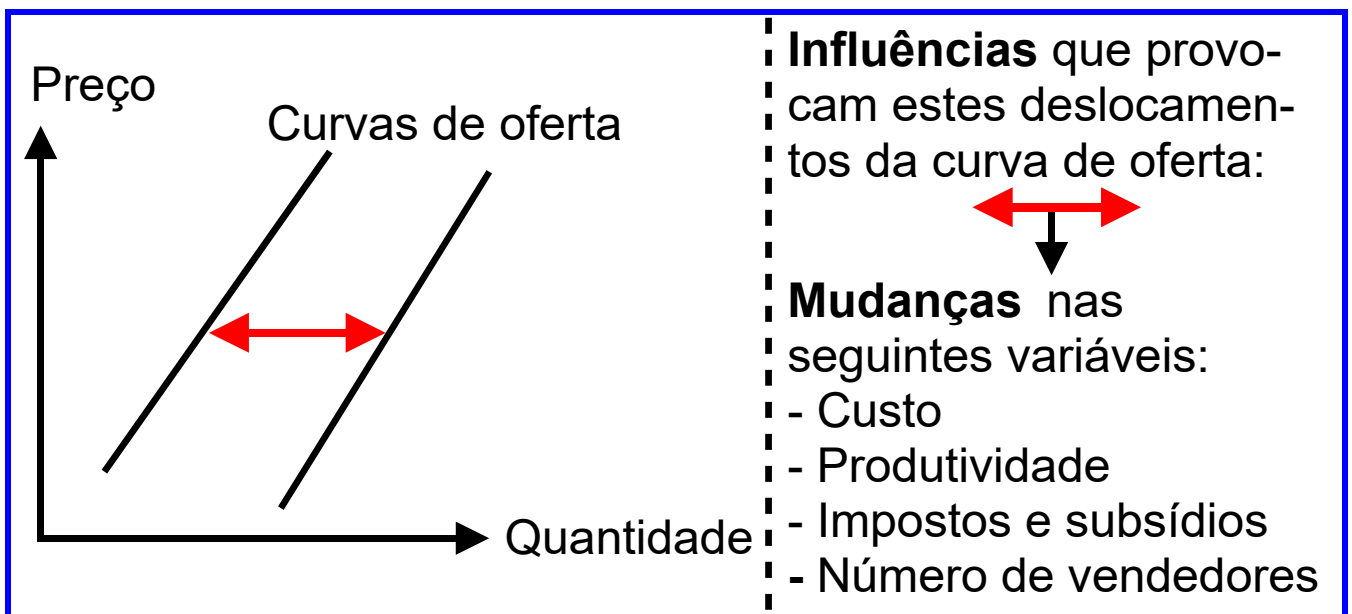 Preço
Curvas de oferta
Quantidade
Influências que provo-
cam estes deslocamen-
tos da curva de oferta:
Mudanças nas
seguintes variáveis:
- Custo
- Produtividade
- Impostos e subsídios
- Número de vendedores